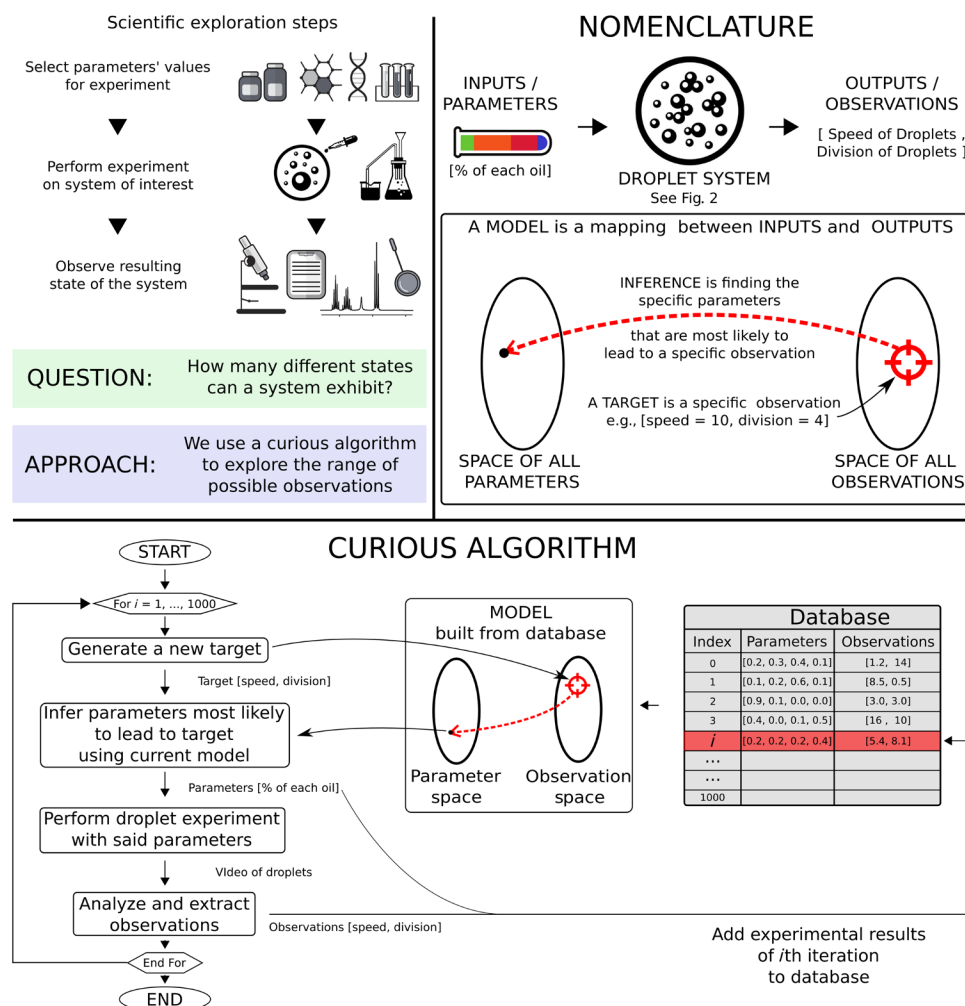 Scientific exploration steps
Select parameters' values
for experiment
Perform experiment
on system of interest
Observe resulting
state of the system
QUESTION:
How many different states
can a system exhibit?
APPROACH:
We use a curious algorithm
to explore the range of
possible observations
NOMENCLATURE
INPUTS /
PARAMETERS
[% of each oil]
DROPLET SYSTEM
See Fig. 2
OUTPUTS /
OBSERVATIONS
[ Speed of Droplets ,
Division of Droplets ]
A MODEL is a mapping between INPUTS and OUTPUTS
INFERENCE is finding the
specific parameters
that are most likely to
lead to a specific observation
A TARGET is a specific observation
e.g., [speed = 10, division = 4]
SPACE OF ALL
PARAMETERS
SPACE OF ALL
OBSERVATIONS
CURIOUS ALGORITHM
START
For i = 1, ..., 1000
Generate a new target
Target [speed, division]
Infer parameters most likely
to lead to target
using current model
Parameters [% of each oil]
Perform droplet experiment
with said parameters
VIdeo of droplets
Analyze and extract
observations
Observations [speed, division]
End For
END
MODEL
built from database
Parameter
space
Observation
space
Database
Index Parameters Observations
0 [0.2, 0.3, 0.4, 0.1] [1.2, 14]
1 [0.1, 0.2, 0.6, 0.1] [8.5, 0.5]
2 [0.9, 0.1, 0.0, 0.0] [3.0, 3.0]
3 [0.4, 0.0, 0.1, 0.5] [16 , 10]
i [0.2, 0.2, 0.2, 0.4] [5.4, 8.1]
...
...
1000
Add experimental results
of ith iteration
to database